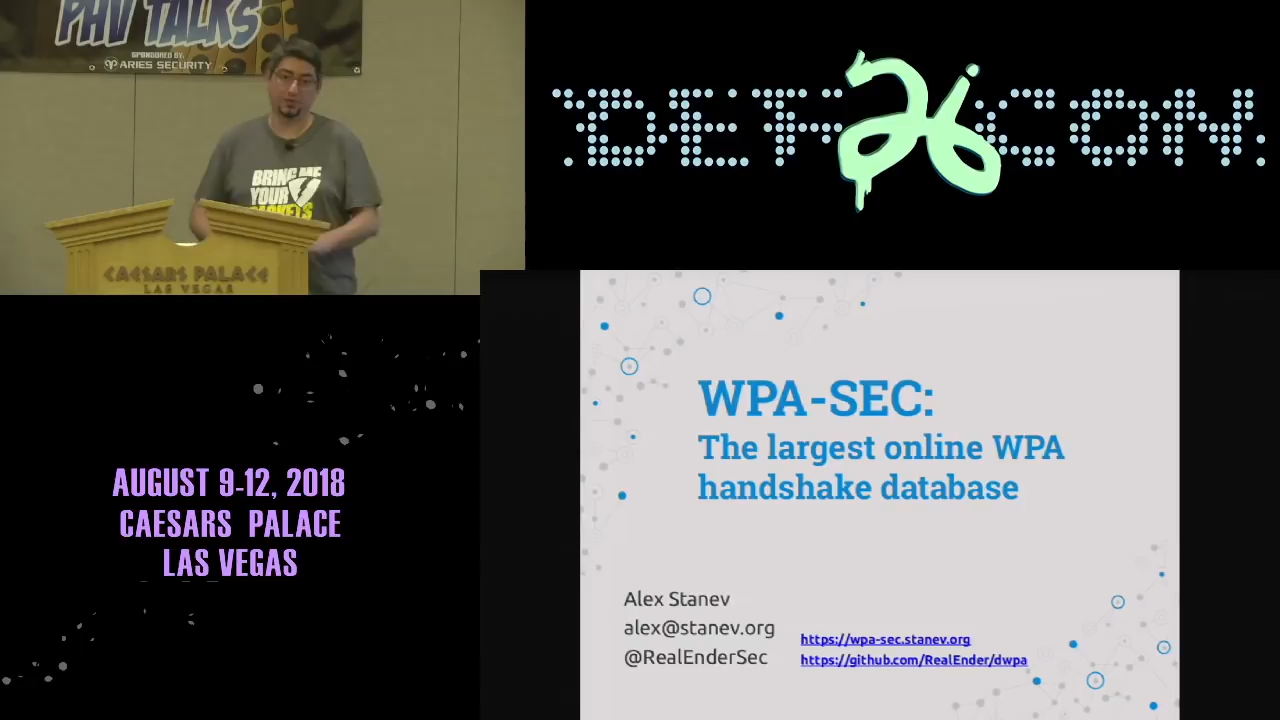 PHV TALKS
SPONSORED BY:
ARIES SECURITY
BRING ME
YOUR
PACKETS
CAESARS PALACE
LAS VEGAS
DEF CON
26
AUGUST 9-12, 2018
CAESARS PALACE
LAS VEGAS
WPA-SEC:
The largest online WPA
handshake database
Alex Stanev
alex@stanev.org
@RealEnderSec
https://wpa-sec.stanev.org
https://github.com/RealEnder/dwpa